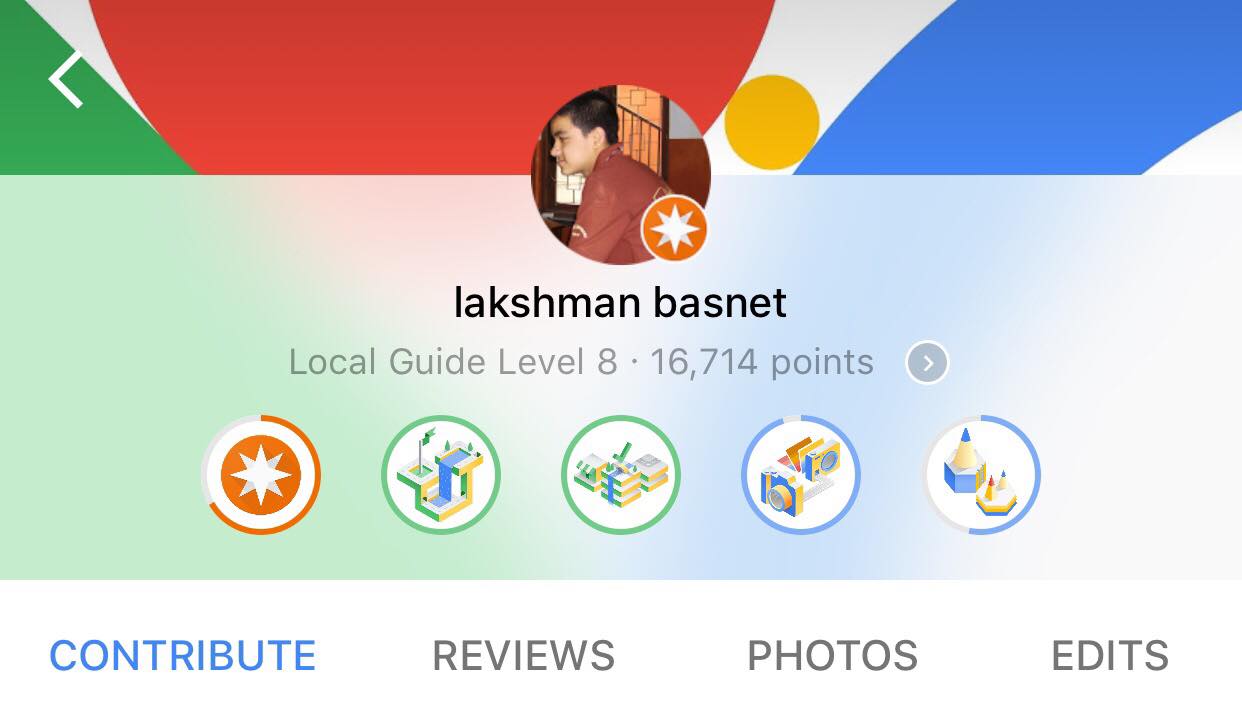 lakshman basnet
Local Guide Level 8 · 16,714 points
CONTRIBUTE REVIEWS PHOTOS EDITS